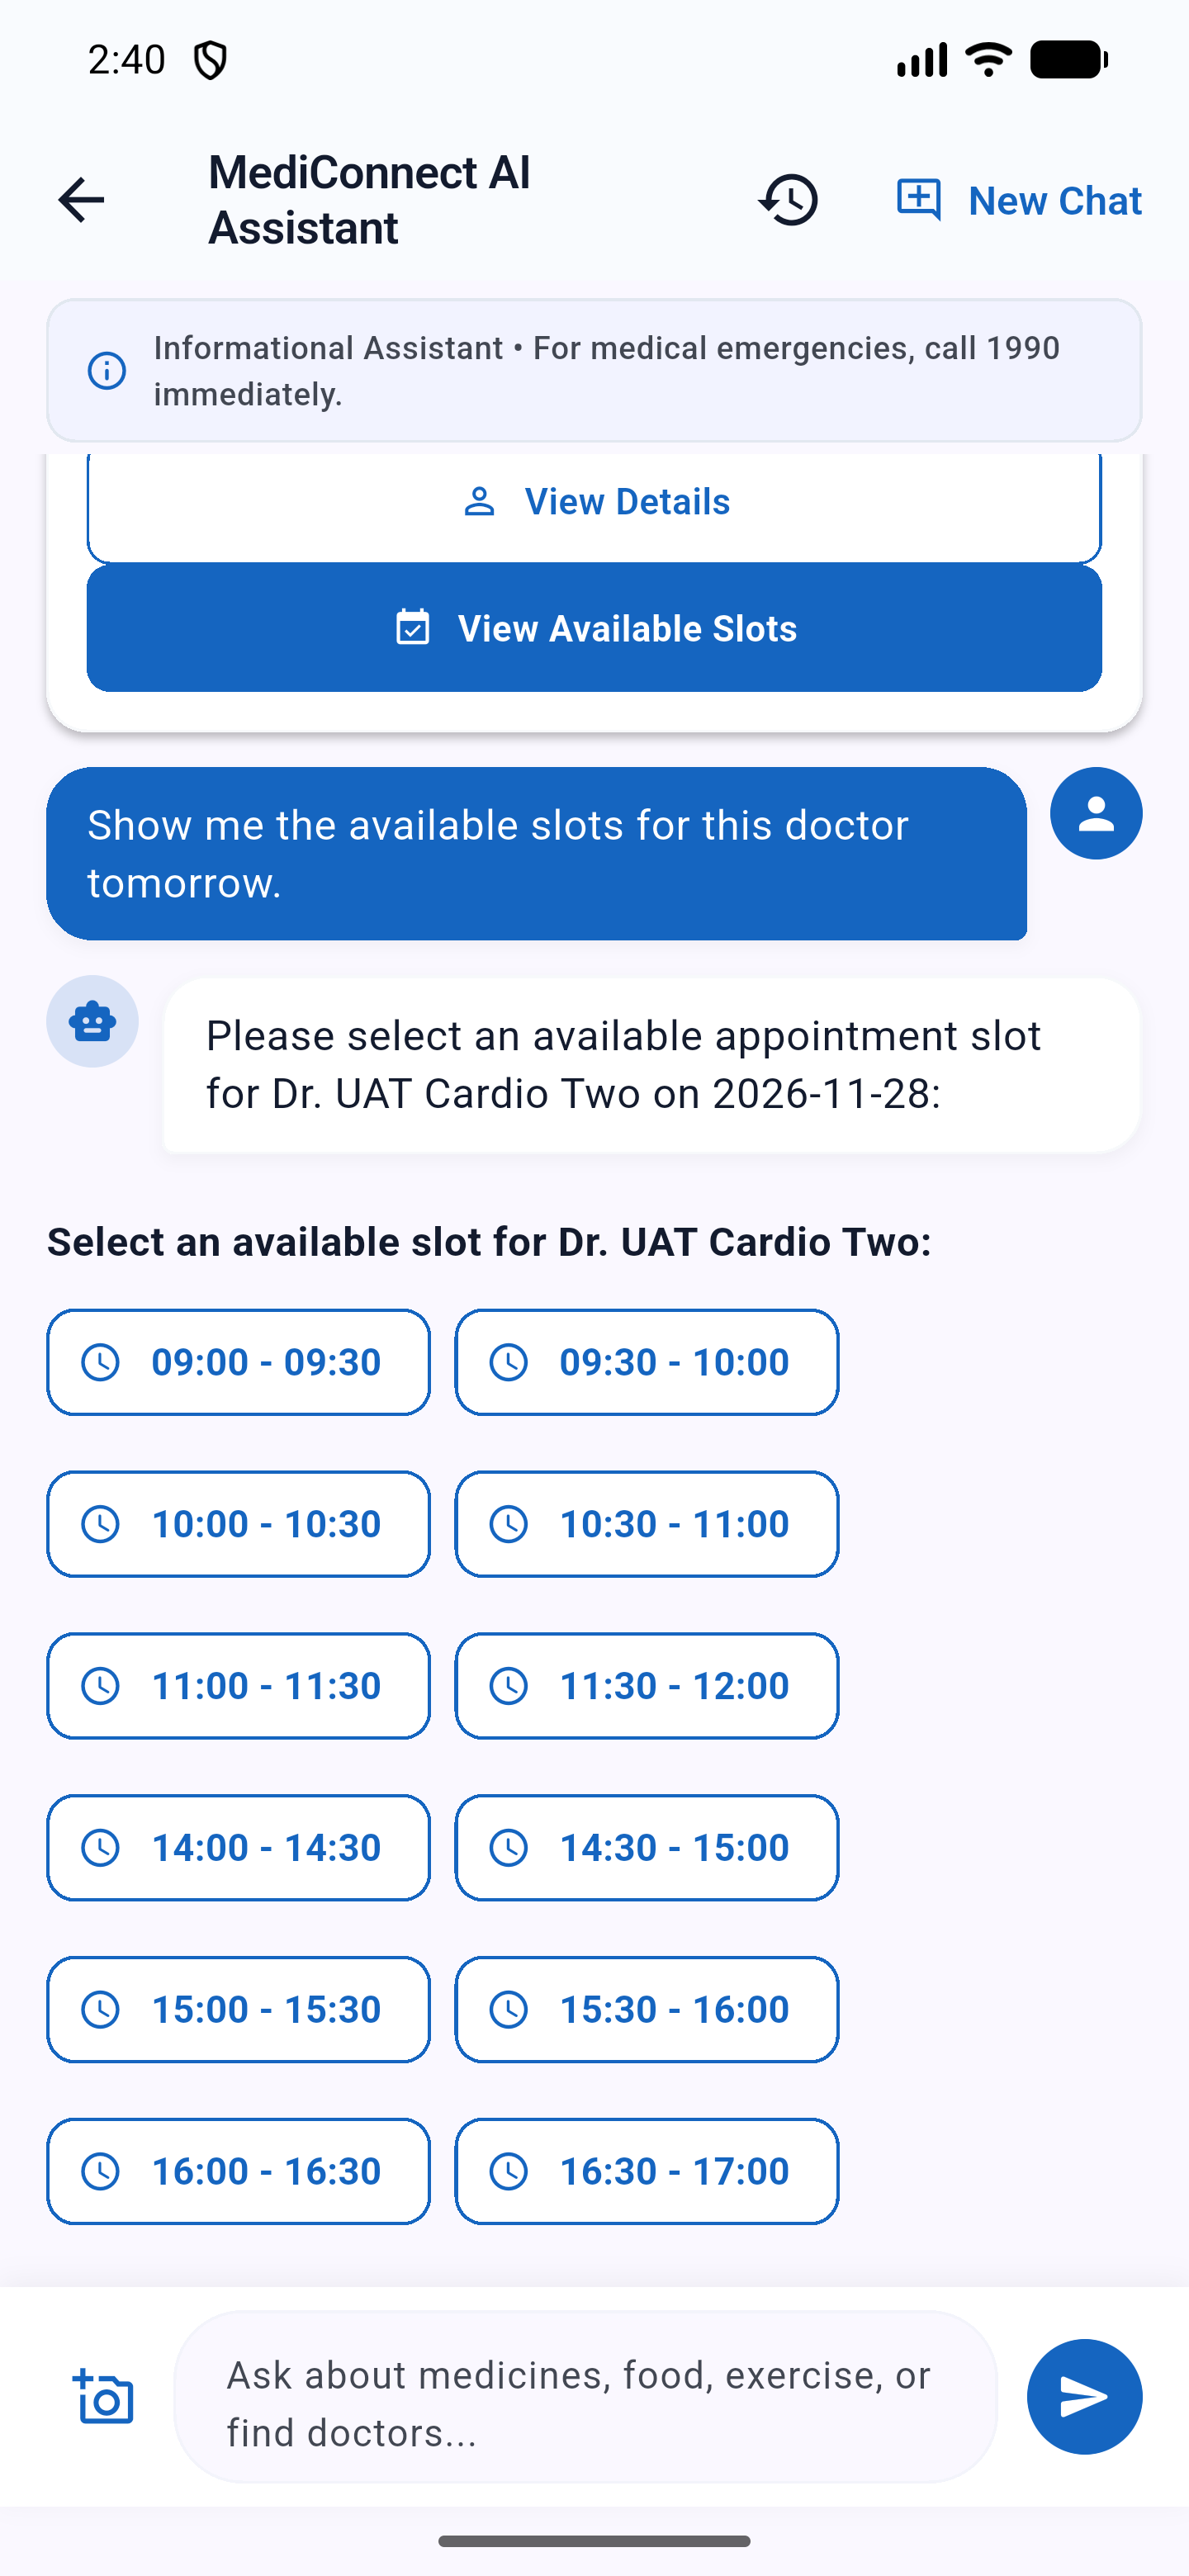 2:40
MediConnect AI
Assistant
New Chat
Informational Assistant • For medical emergencies, call 1990
immediately.
View Details
View Available Slots
Show me the available slots for this doctor
tomorrow.
Please select an available appointment slot
for Dr. UAT Cardio Two on 2026-11-28:
Select an available slot for Dr. UAT Cardio Two:
09:00 - 09:30
09:30 - 10:00
10:00 - 10:30
10:30 - 11:00
11:00 - 11:30
11:30 - 12:00
14:00 - 14:30
14:30 - 15:00
15:00 - 15:30
15:30 - 16:00
16:00 - 16:30
16:30 - 17:00
Ask about medicines, food, exercise, or
find doctors...